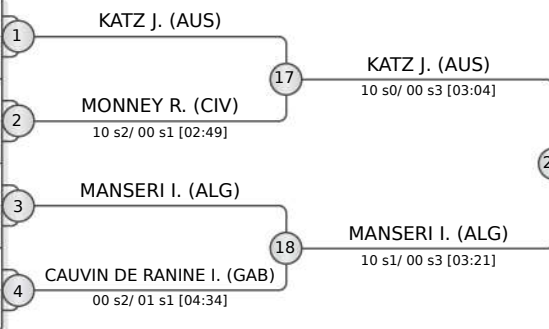 KATZ J. (AUS)
1
17
KATZ J. (AUS)
10 s0/ 00 s3 [03:04]
MONNEY R. (CIV)
2
10 s2/ 00 s1 [02:49]
2
MANSERI I. (ALG)
3
18
MANSERI I. (ALG)
10 s1/ 00 s3 [03:21]
CAUVIN DE RANINE I. (GAB)
4
00 s2/ 01 s1 [04:34]